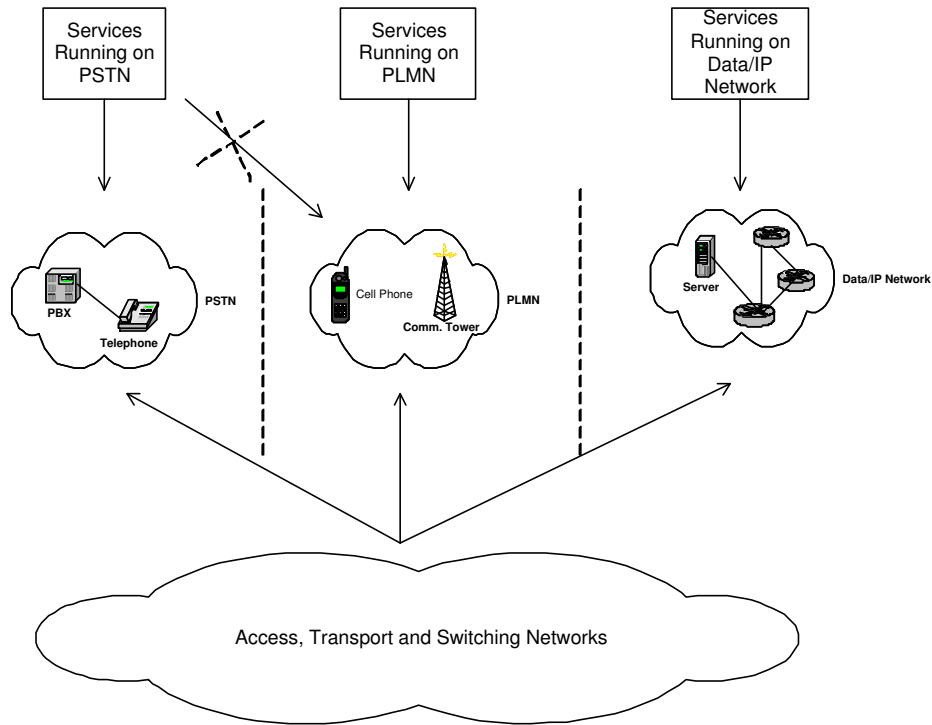 Services
Running on
PSTN
Services
Running on
PLMN
Services
Running on
Data/IP
Network
PBX
Telephone
PSTN
Cell Phone
Comm. Tower
PLMN
Server
Data/IP Network
Access, Transport and Switching Networks